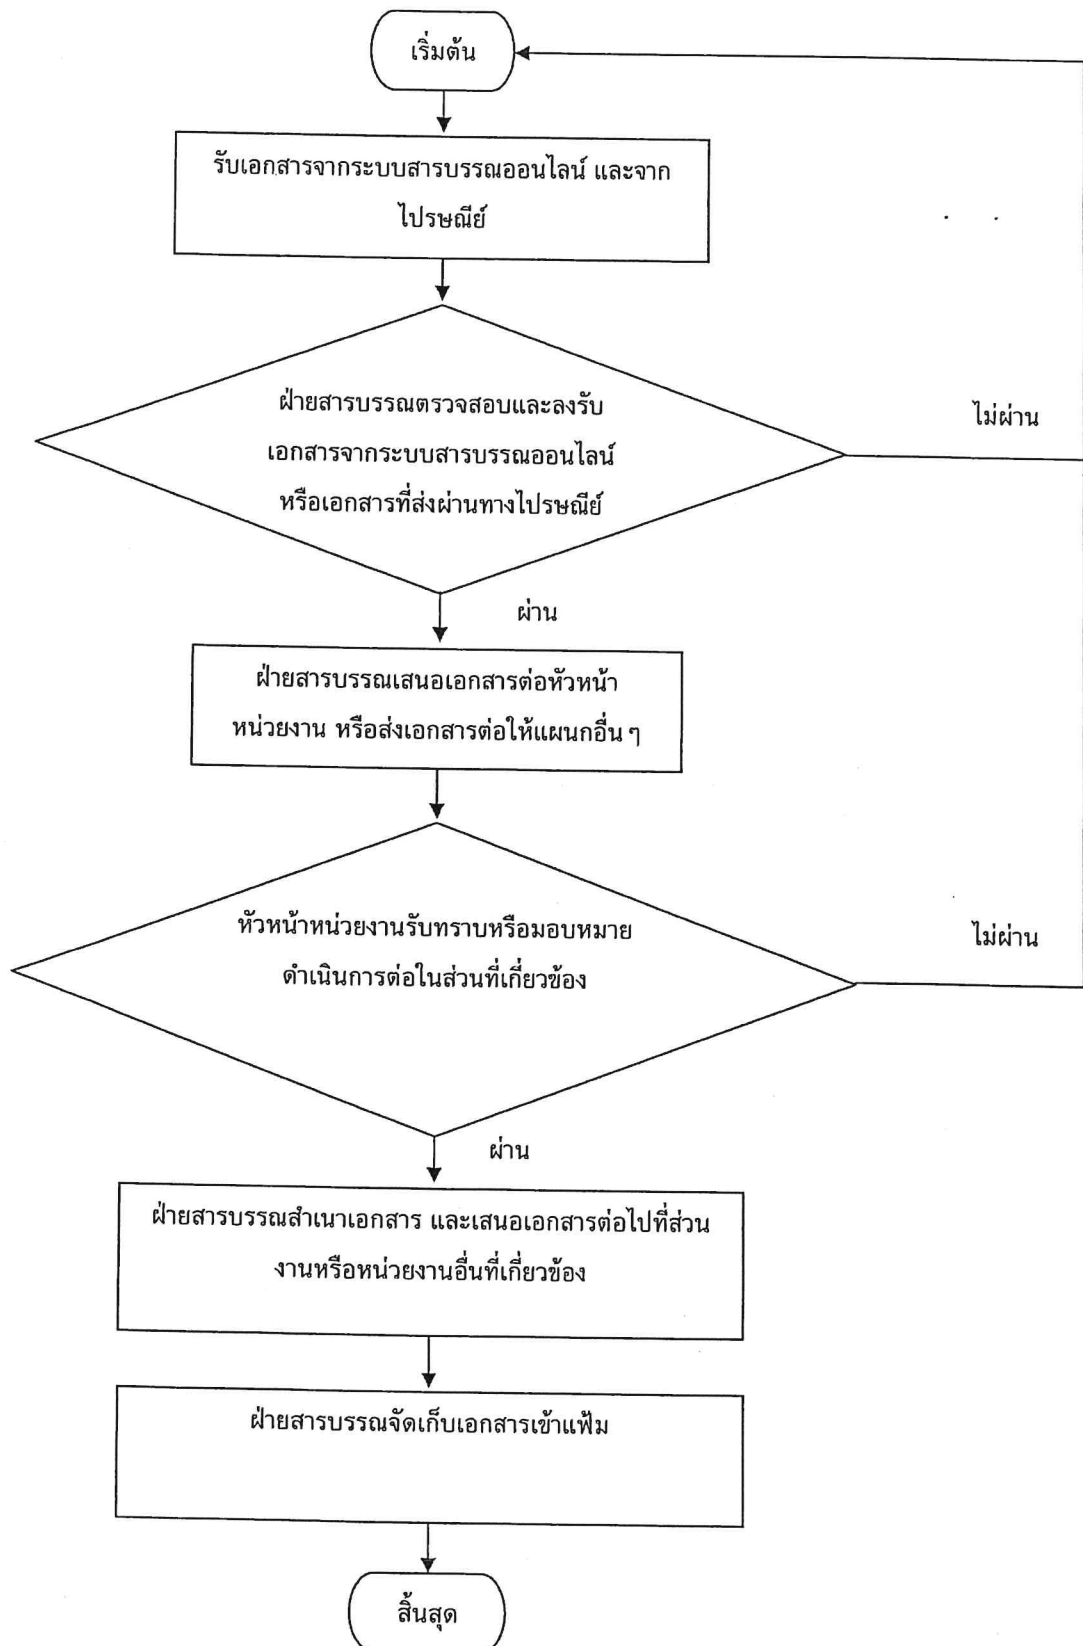 เริ่มต้น
รับเอกสารจากระบบสารบรรณออนไลน์ และจาก
ไปรษณีย์
ฝ่ายสารบรรณตรวจสอบและลงรับ
เอกสารจากระบบสารบรรณออนไลน์
หรือเอกสารที่ส่งผ่านทางไปรษณีย์
ไม่ผ่าน
ผ่าน
ฝ่ายสารบรรณเสนอเอกสารต่อหัวหน้า
หน่วยงาน หรือส่งเอกสารต่อให้แผนกอื่น ๆ
หัวหน้าหน่วยงานรับทราบหรือมอบหมาย
ดำเนินการต่อในส่วนที่เกี่ยวข้อง
ไม่ผ่าน
ผ่าน
ฝ่ายสารบรรณสำเนาเอกสาร และเสนอเอกสารต่อไปที่ส่วน
งานหรือหน่วยงานอื่นที่เกี่ยวข้อง
ฝ่ายสารบรรณจัดเก็บเอกสารเข้าแฟ้ม
สิ้นสุด